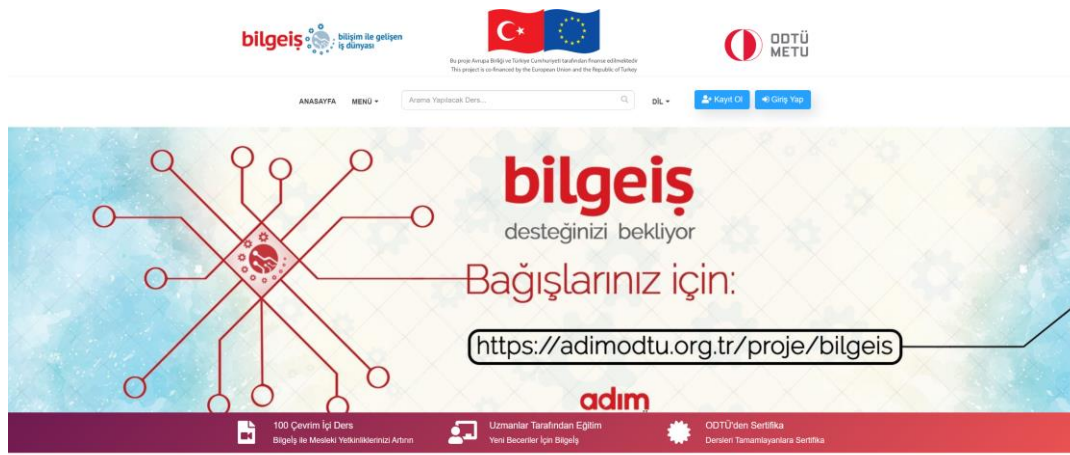 bilgeiş
bilişim ile gelişen
iş dünyası
Bu proje Avrupa Birliği ve Türkiye Cumhuriyeti tarafından finanse edilmektedir
This project is co-financed by the European Union and the Republic of Turkey
ODTÜ
METU
ANASAYFA MENÜ Arama Yapılacak Ders... DİL Kayıt Ol Giriş Yap
bilgeiş
desteğinizi bekliyor
Bağışlarınız için:
https://adimodtu.org.tr/proje/bilgeis
adım
100 Çevrim İçi Ders
Bilgeİş ile Mesleki Yetkinliklerinizi Artırın
Uzmanlar Tarafından Eğitim
Yeni Beceriler İçin Bilgeİş
ODTÜ'den Sertifika
Dersleri Tamamlayanlara Sertifika